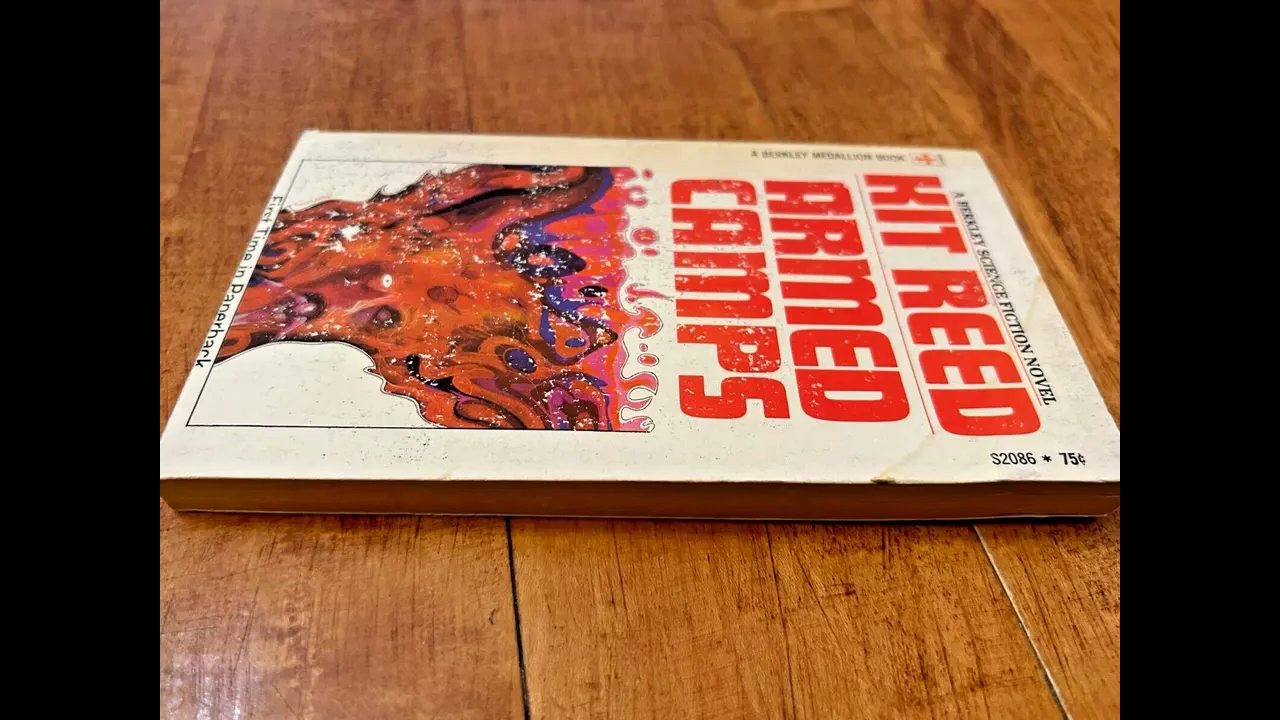 A BERKLEY MEDALLION BOOK
A BERKLEY SCIENCE FICTION NOVEL
KIT REED
ARMED
CAMPS
S2086 * 75¢
First Time in Paperback